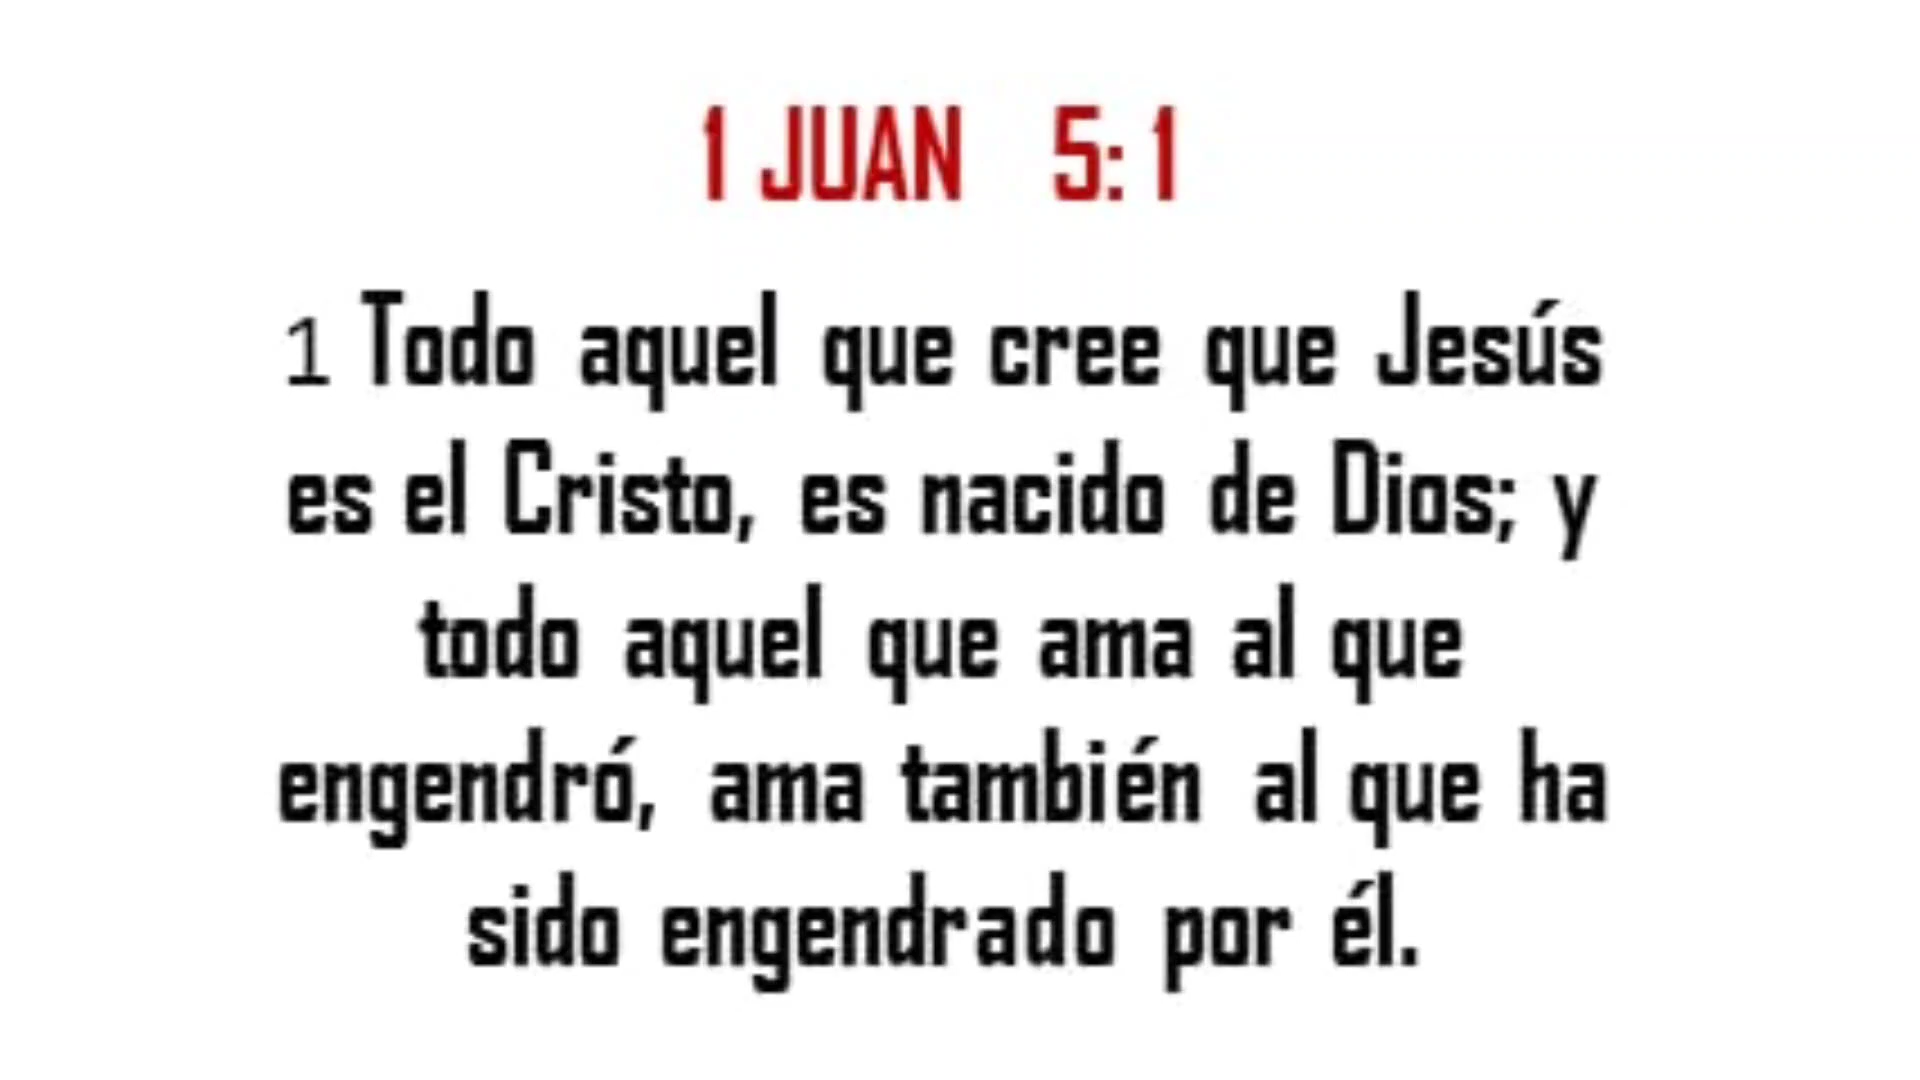 1 JUAN 5:1
1 Todo aquel que cree que Jesús
es el Cristo, es nacido de Dios; y
todo aquel que ama al que
engendró, ama también al que ha
sido engendrado por él.